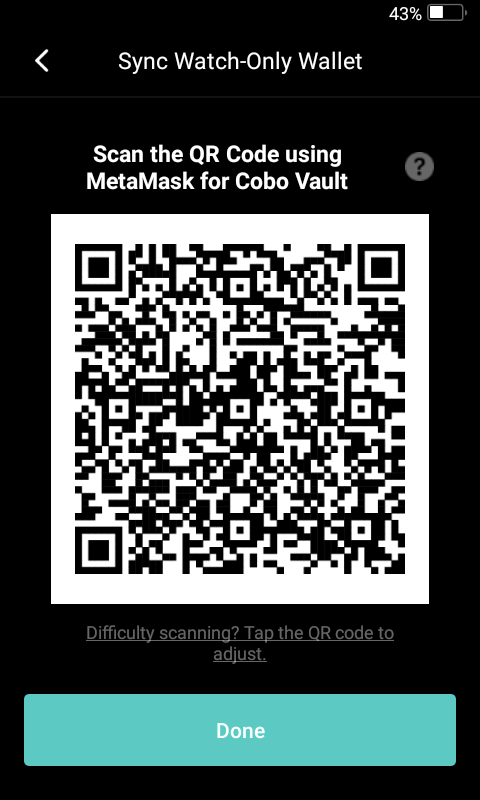 43%
Sync Watch-Only Wallet
Scan the QR Code using
MetaMask for Cobo Vault
?
Difficulty scanning? Tap the QR code to
adjust.
Done